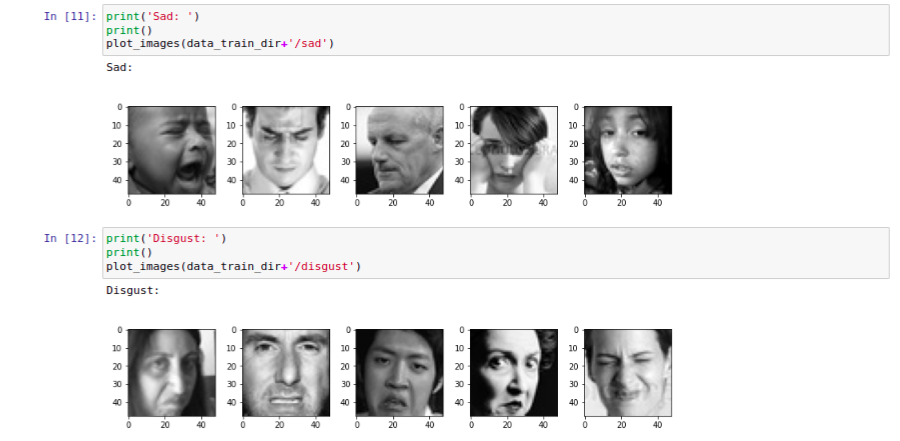 In [11]: print('Sad: ')
print()
plot_images(data_train_dir+'/sad')
Sad:
0 0 0 0 0
10 10 10 10 10
20 20 20 20 20
30 30 30 30 30
40 40 40 40 40
0 20 40 0 20 40 0 20 40 0 20 40 0 20 40
In [12]: print('Disgust: ')
print()
plot_images(data_train_dir+'/disgust')
Disgust:
0 0 0 0 0
10 10 10 10 10
20 20 20 20 20
30 30 30 30 30
40 40 40 40 40
0 20 40 0 20 40 0 20 40 0 20 40 0 20 40